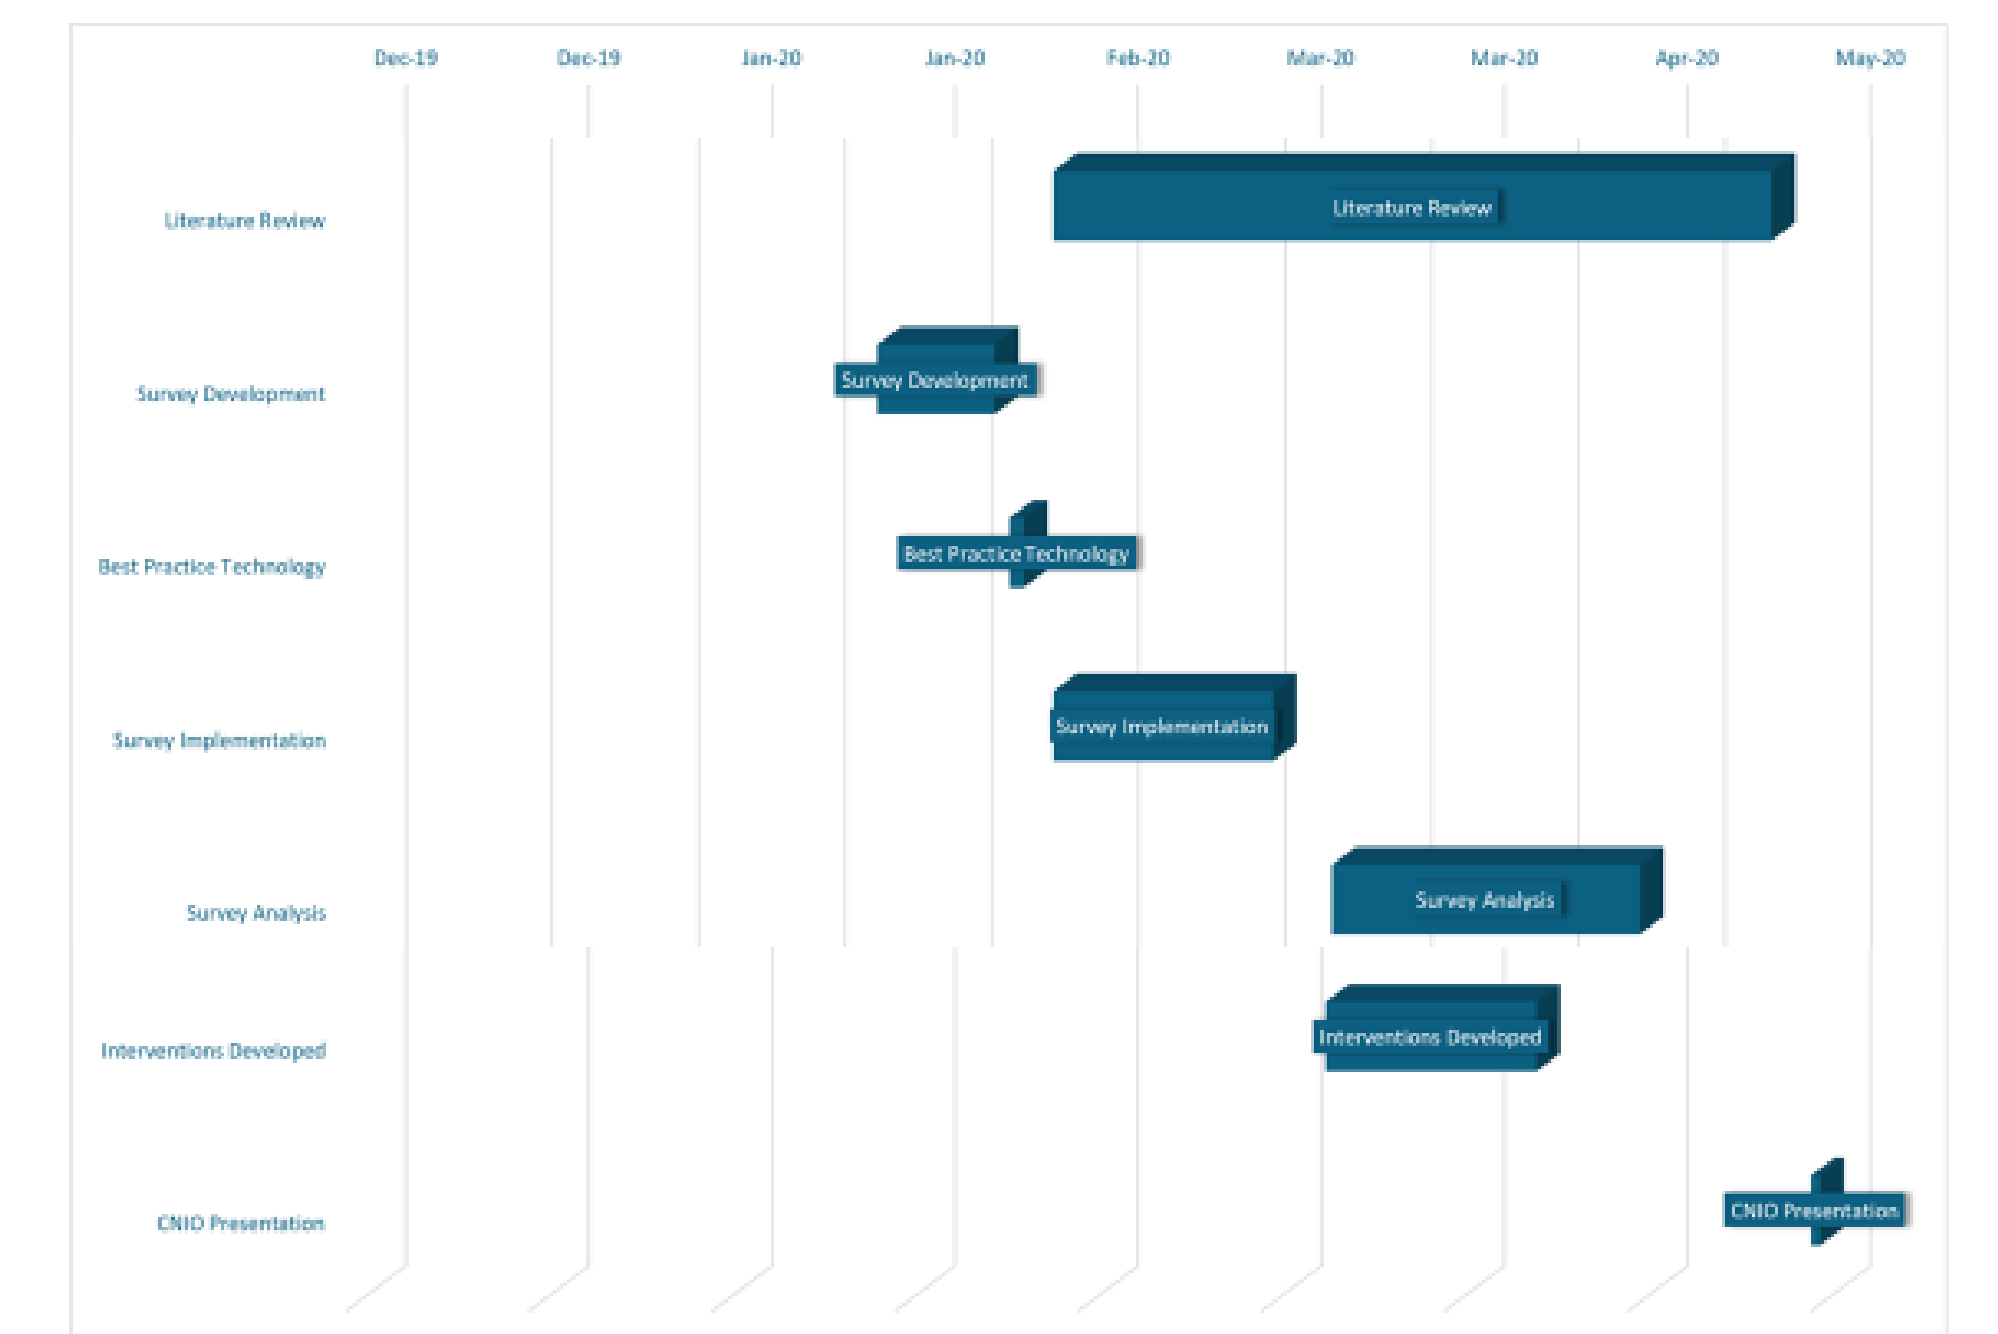 Dec-19 Dec-19 Jan-20 Jan-20 Feb-20 Mar-20 Mar-20 Apr-20 May-20
Literature Review
Literature Review
Survey Development
Survey Development
Best Practice Technology
Best Practice Technology
Survey Implementation
Survey Implementation
Survey Analysis
Survey Analysis
Interventions Developed
Interventions Developed
CNIO Presentation
CNIO Presentation